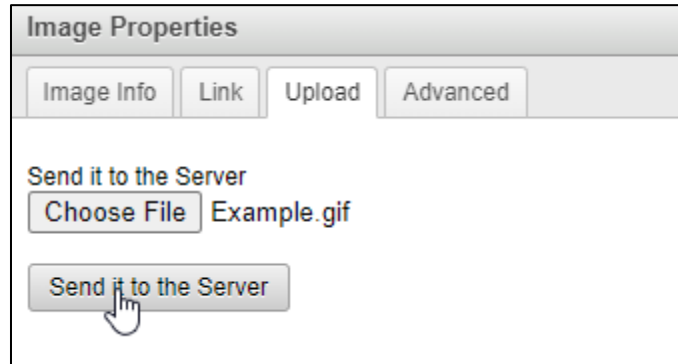 Image Properties
Image Info Link Upload Advanced
Send it to the Server
Choose File Example.gif
Send it to the Server